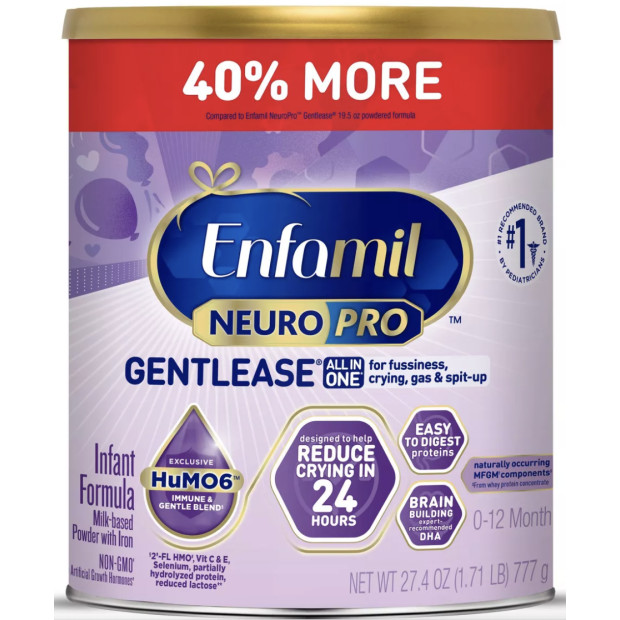 40% MORE
Compared to Enfamil NeuroPro™ Gentlease® 19.5 oz powdered formula
#1 RECOMMENDED BRAND
#1
BY PEDIATRICIANS
Enfamil
NEURO PRO ™
GENTLEASE® ALL IN ONE for fussiness,
crying, gas & spit-up
EXCLUSIVE
HuMO6™
IMMUNE &
GENTLE BLEND
designed to help
REDUCE
CRYING IN
24
HOURS
EASY
TO DIGEST
proteins
BRAIN
BUILDING
expert-
recommended
DHA
naturally occurring
MFGM components
From whey protein concentrate
Infant
Formula
Milk-based
Powder with Iron
NON-GMO
Artificial Growth Hormones
2'-FL HMO, Vit C & E,
Selenium, partially
hydrolyzed protein,
reduced lactose
0-12 Month
NET WT 27.4 OZ (1.71 LB) 777 g